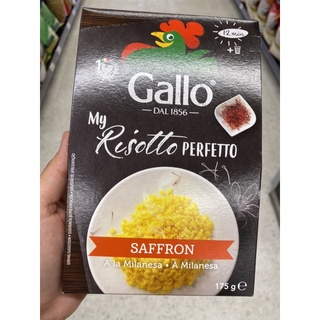 12 min
Gallo®
DAL 1856
My Risotto PERFETTO
SAFFRON
A la Milanesa • À Milanesa
175 g ℮